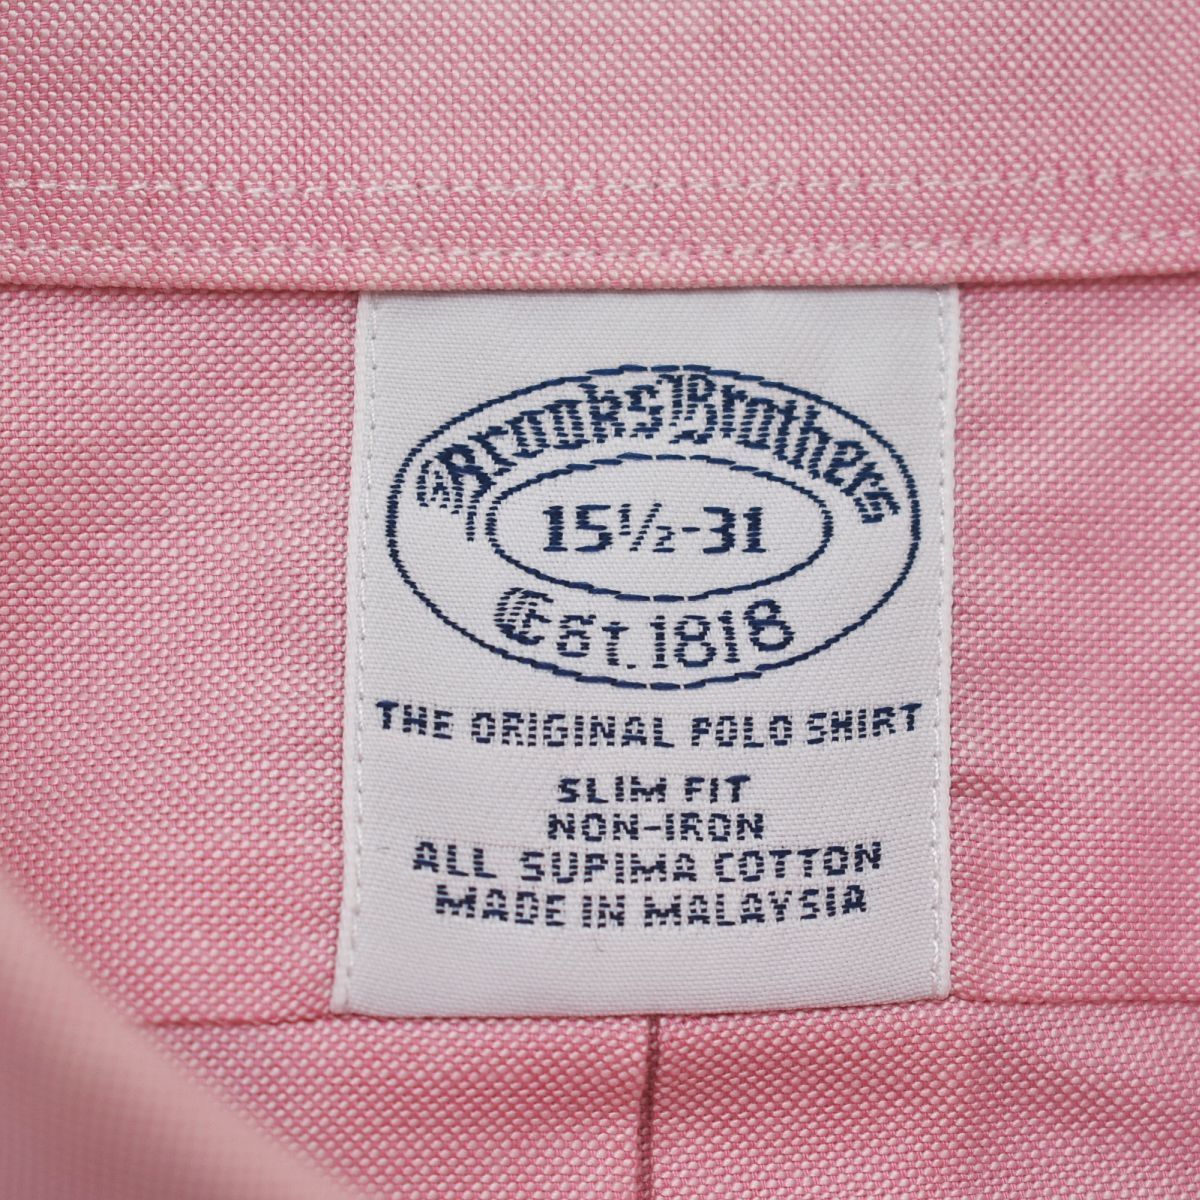 Brooks Brothers
15½-31
Est. 1818
THE ORIGINAL POLO SHIRT
SLIM FIT
NON-IRON
ALL SUPIMA COTTON
MADE IN MALAYSIA